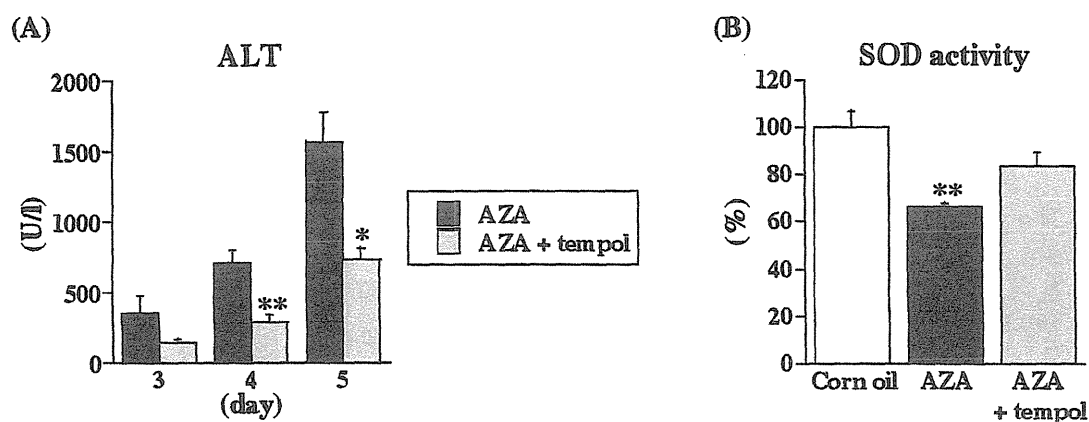 (A)
ALT
2000
1500
1000
500
0
(U/l)
3 4 5
(day)
**
*
AZA
AZA + tempol
(B)
SOD activity
120
100
80
60
40
20
0
(%)
**
Corn oil AZA AZA
+ tempol